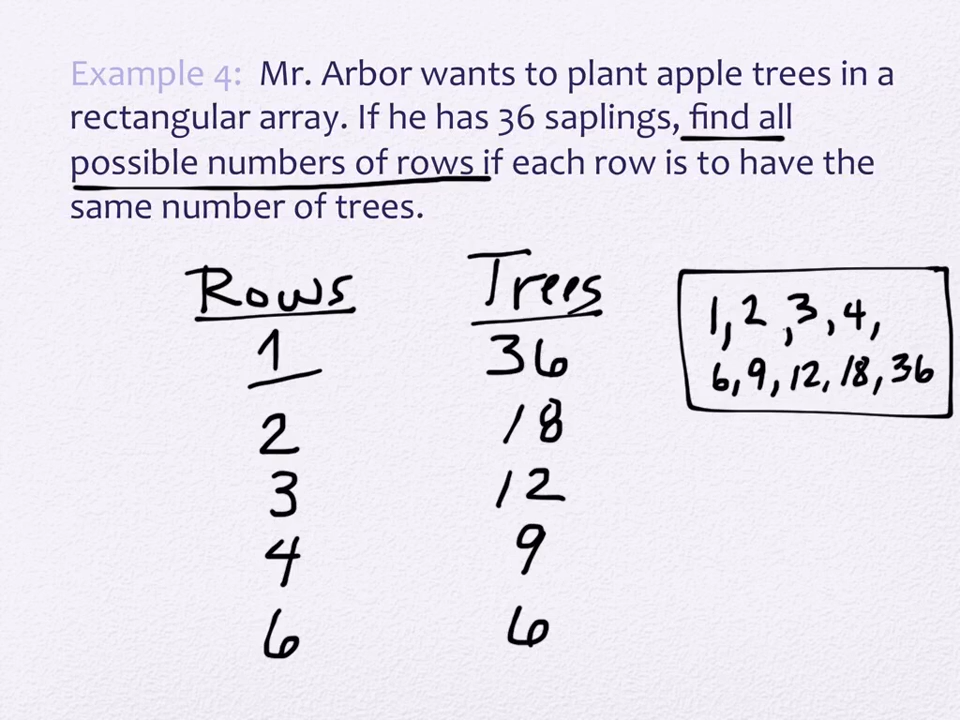 Example 4: Mr. Arbor wants to plant apple trees in a
rectangular array. If he has 36 saplings, find all
possible numbers of rows if each row is to have the
same number of trees.
Rows Trees
1 36
2 18
3 12
4 9
6 6
1, 2, 3, 4,
6, 9, 12, 18, 36